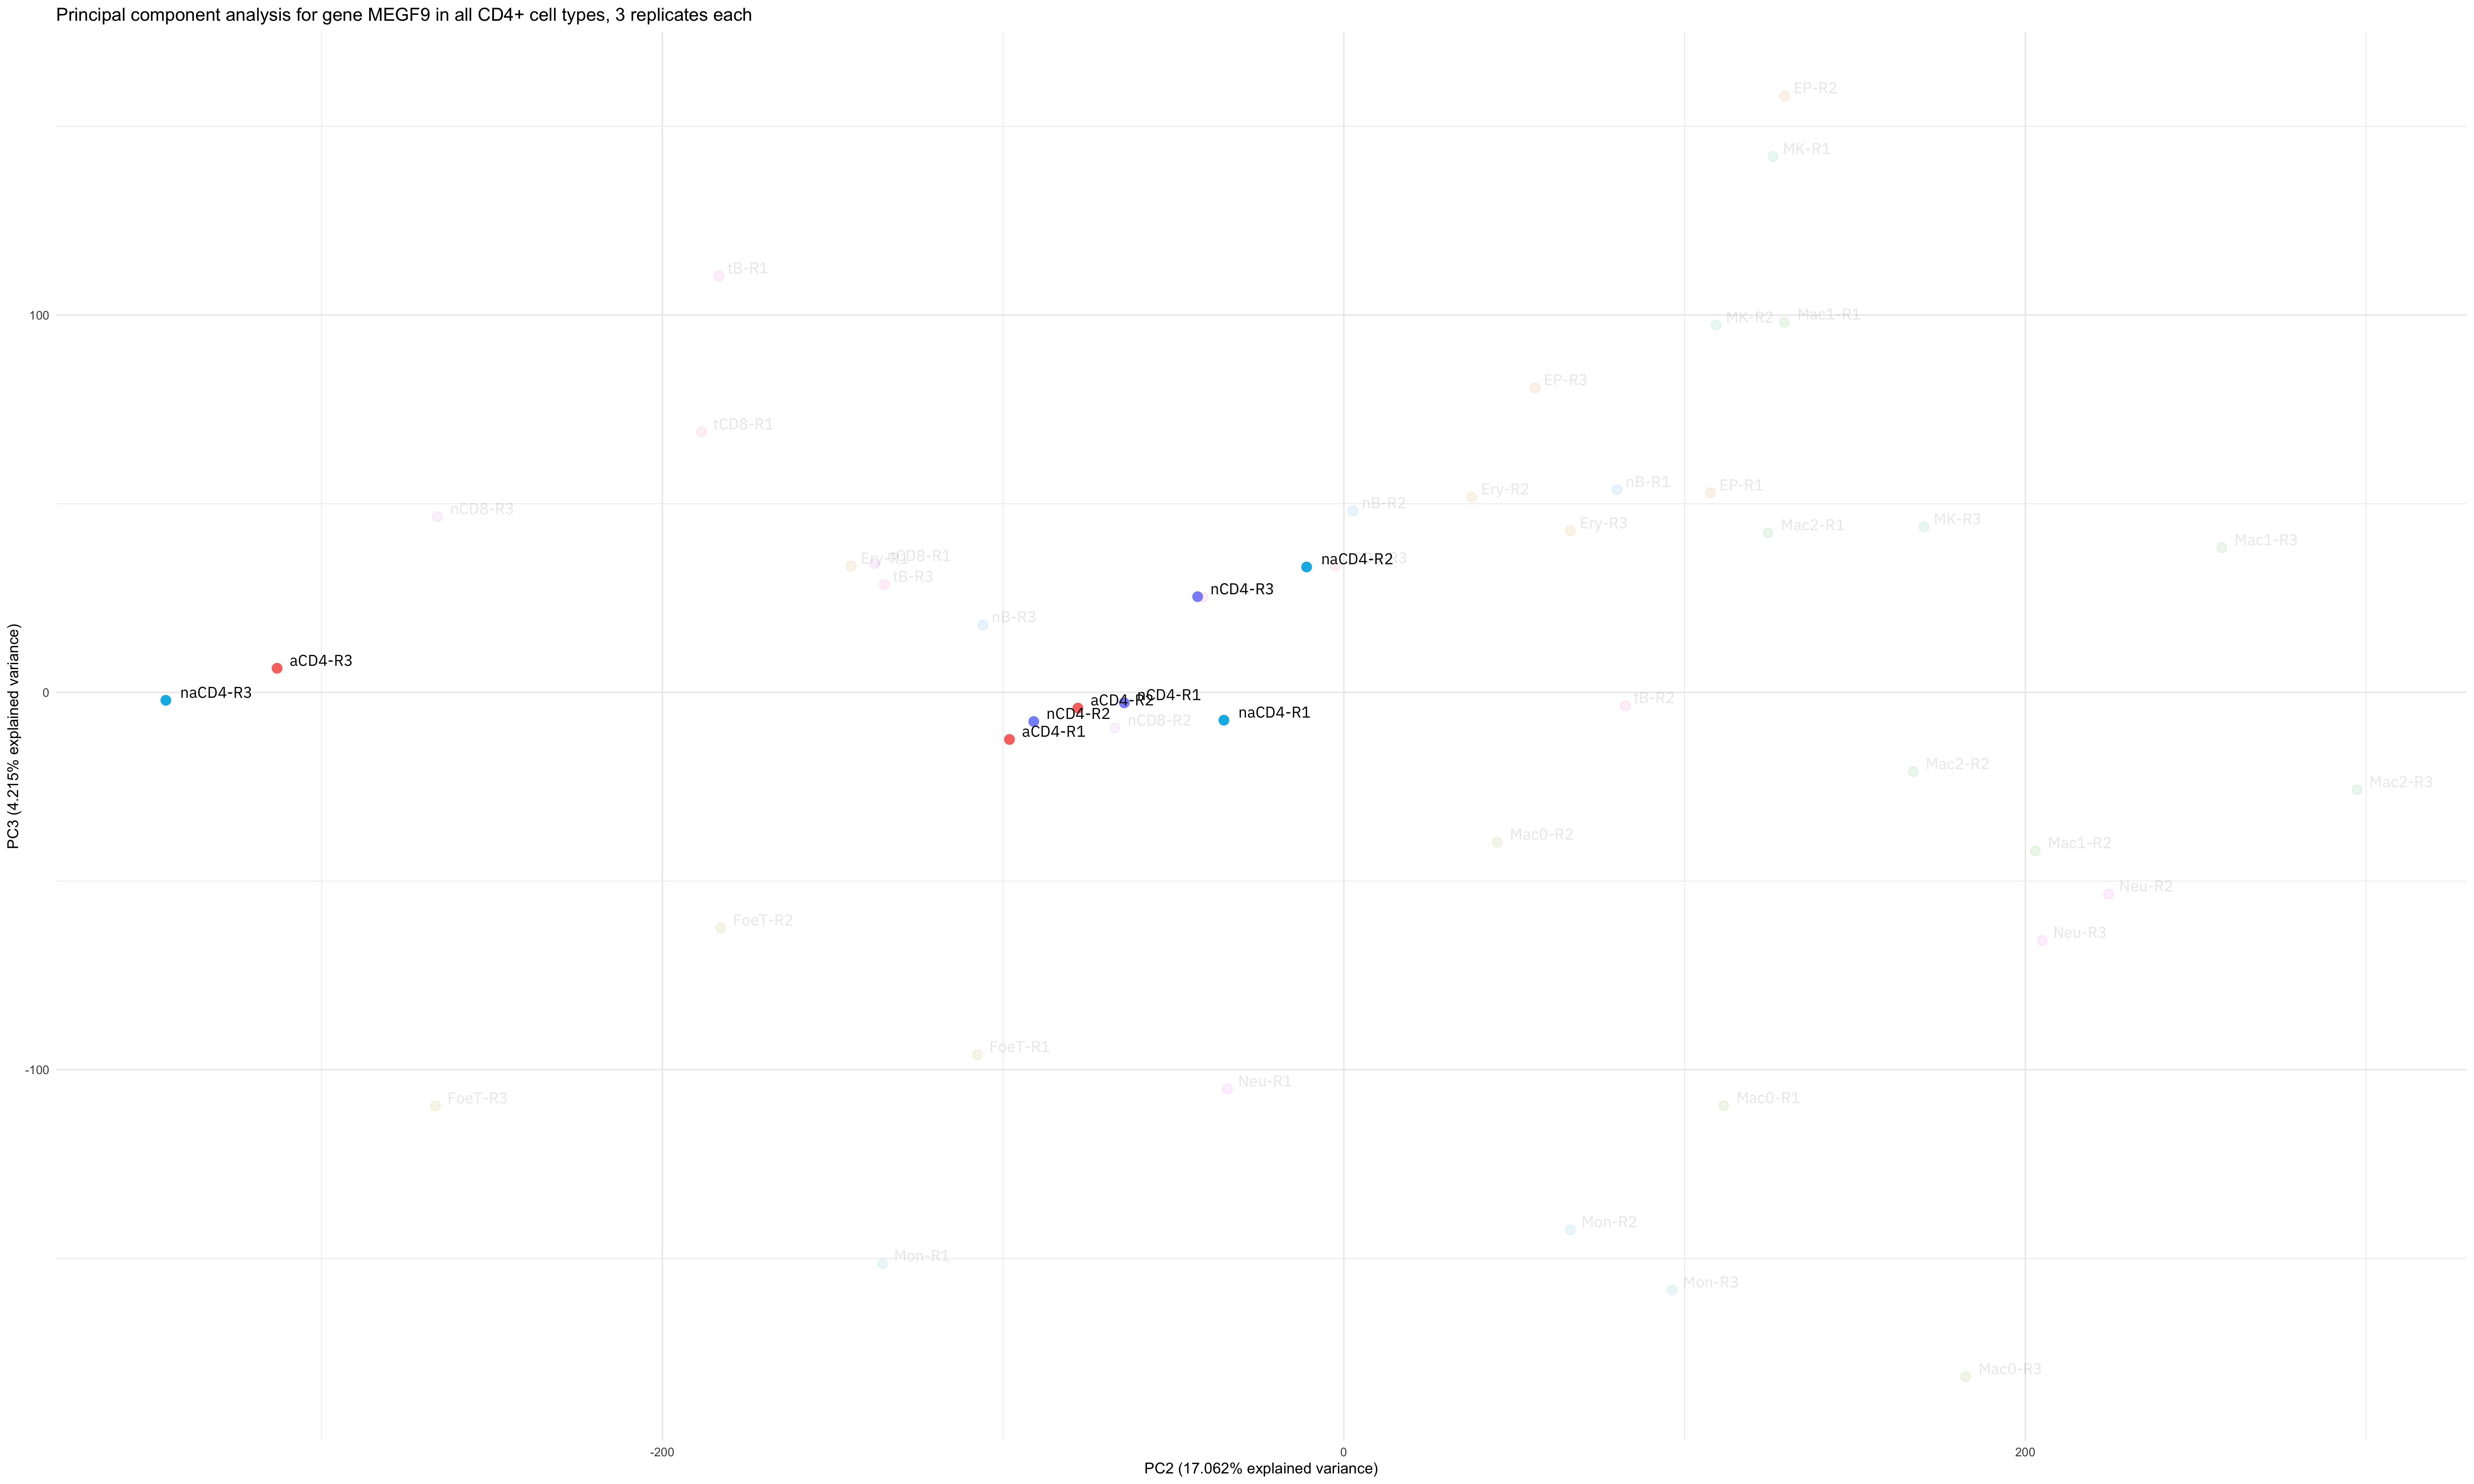 Principal component analysis for gene MEGF9 in all CD4+ cell types, 3 replicates each
EP-R2
MK-R1
tB-R1
100
MK-R2
Mac1-R1
EP-R3
tCD8-R1
nCD8-R3
Ery-R2
nB-R1
EP-R1
nB-R2
Ery-R3
Mac2-R1
MK-R3
Mac1-R3
Ery-R1
nCD8-R1
naCD4-R2
tB-R3
nCD4-R3
nB-R3
aCD4-R3
naCD4-R3
0
aCD4-R2
nCD4-R1
tB-R2
nCD4-R2
nCD8-R2
naCD4-R1
aCD4-R1
Mac2-R2
Mac2-R3
Mac0-R2
Mac1-R2
Neu-R2
FoeT-R2
Neu-R3
FoeT-R1
-100
Neu-R1
FoeT-R3
Mac0-R1
Mon-R2
Mon-R1
Mon-R3
Mac0-R3
-200
0
200
PC2 (17.062% explained variance)
PC3 (4.215% explained variance)